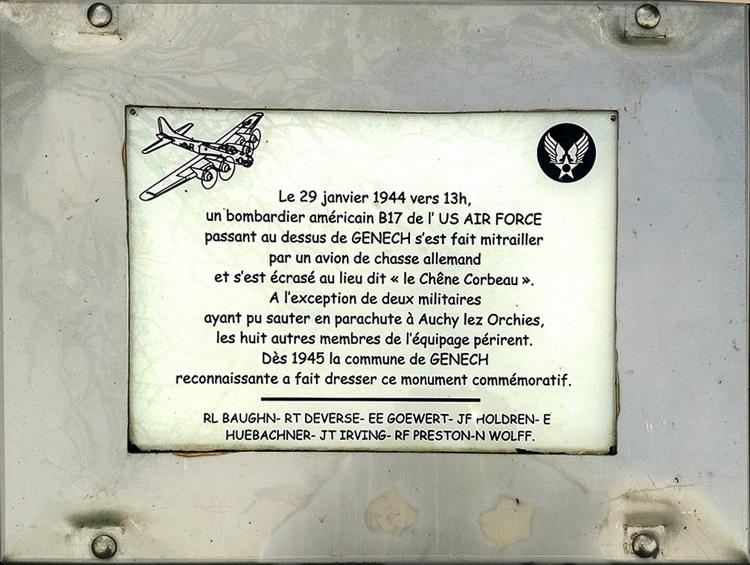 Le 29 janvier 1944 vers 13h,
un bombardier américain B17 de l' US AIR FORCE
passant au dessus de GENECH s'est fait mitrailler
par un avion de chasse allemand
et s'est écrasé au lieu dit « le Chêne Corbeau ».
A l'exception de deux militaires
ayant pu sauter en parachute à Auchy lez Orchies,
les huit autres membres de l'équipage périrent.
Dès 1945 la commune de GENECH
reconnaissante a fait dresser ce monument commémoratif.
RL BAUGHN- RT DEVERSE- EE GOEWERT- JF HOLDREN- E
HUEBACHNER- JT IRVING- RF PRESTON-N WOLFF.